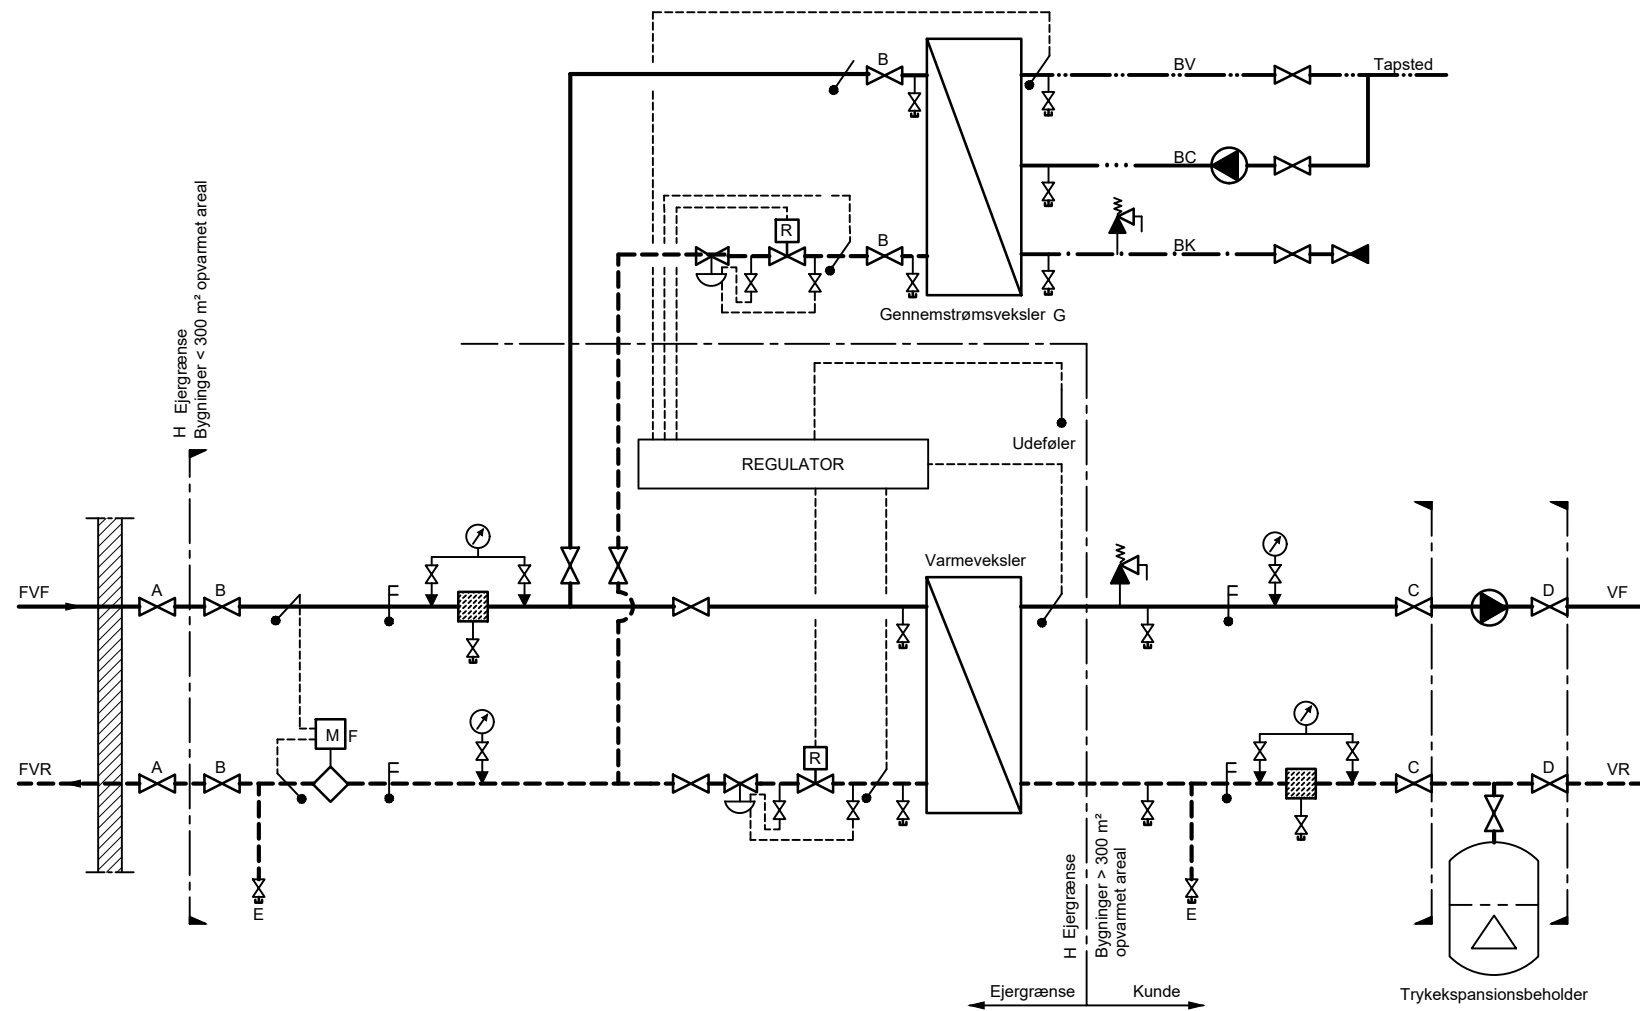 B
BV
Tapsted
BC
R
B
BK
Gennemstrømsveksler G
H Ejergrænse
Bygninger < 300 m² opvarmet areal
Udeføler
REGULATOR
Varmeveksler
FVF
A
B
C
D
VF
M
F
R
FVR
A
B
C
D
VR
E
E
H Ejergrænse
Bygninger > 300 m²
opvarmet areal
Ejergrænse
Kunde
Trykekspansionsbeholder